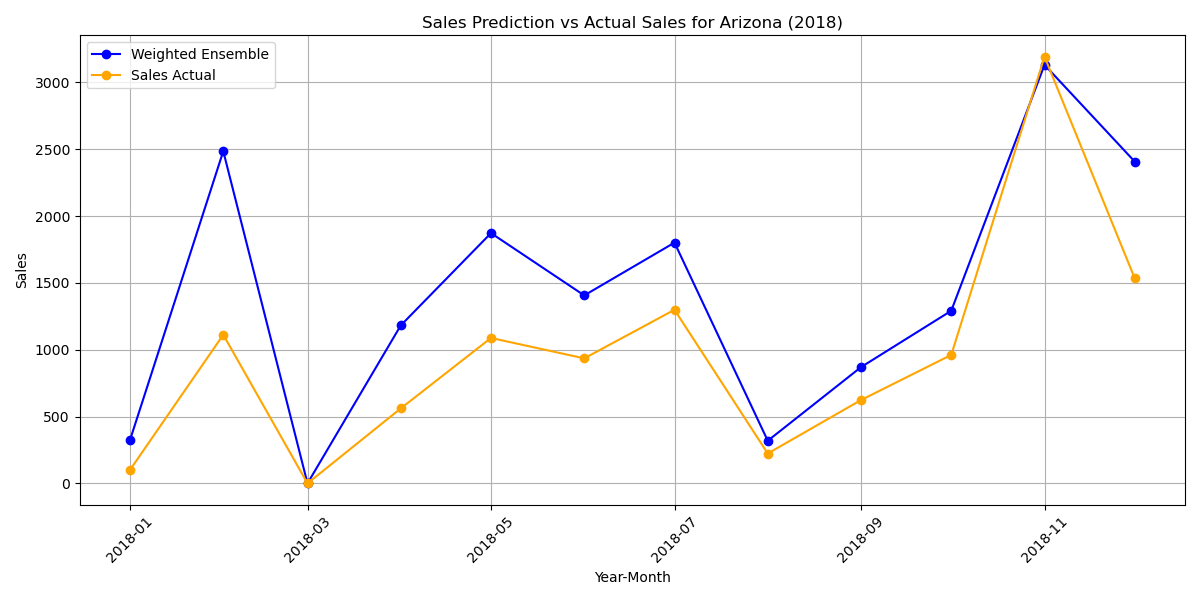 Sales Prediction vs Actual Sales for Arizona (2018)
Weighted Ensemble
Sales Actual
3000
2500
2000
1500
1000
500
0
Sales
2018-01
2018-03
2018-05
2018-07
2018-09
2018-11
Year-Month